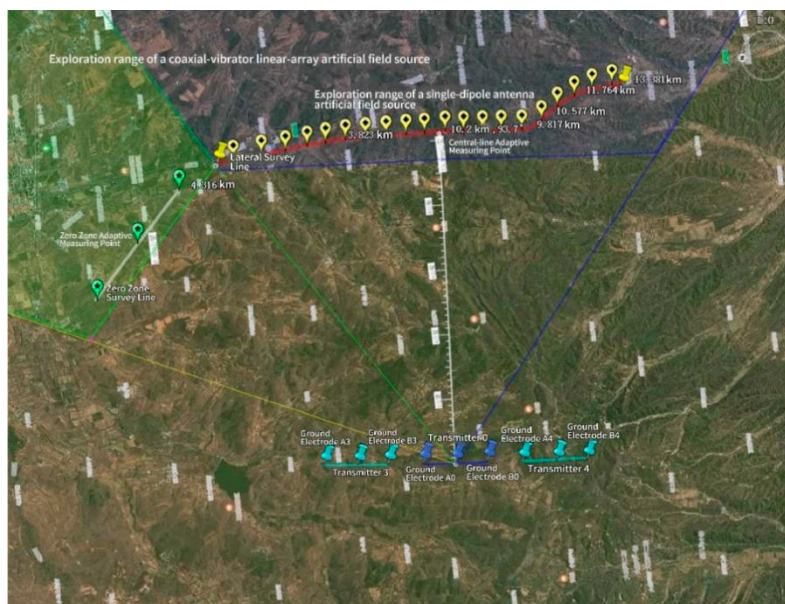 Exploration range of a coaxial-vibrator linear-array artificial field source
Exploration range of a single-dipole antenna
artificial field source
13.381km
11.764 km
10.577 km
9.817 km
10.2 km
3.823 km
Central-line Adaptive
Measuring Point
Lateral Survey
Line
4.316 km
Zero Zone Adaptive
Measuring Point
Zero Zone
Survey Line
Ground
Electrode A3
Ground
Electrode B3
Transmitter 0
Ground
Electrode A4
Ground
Electrode B4
Transmitter 3
Ground
Electrode A0
Ground
Electrode B0
Transmitter 4